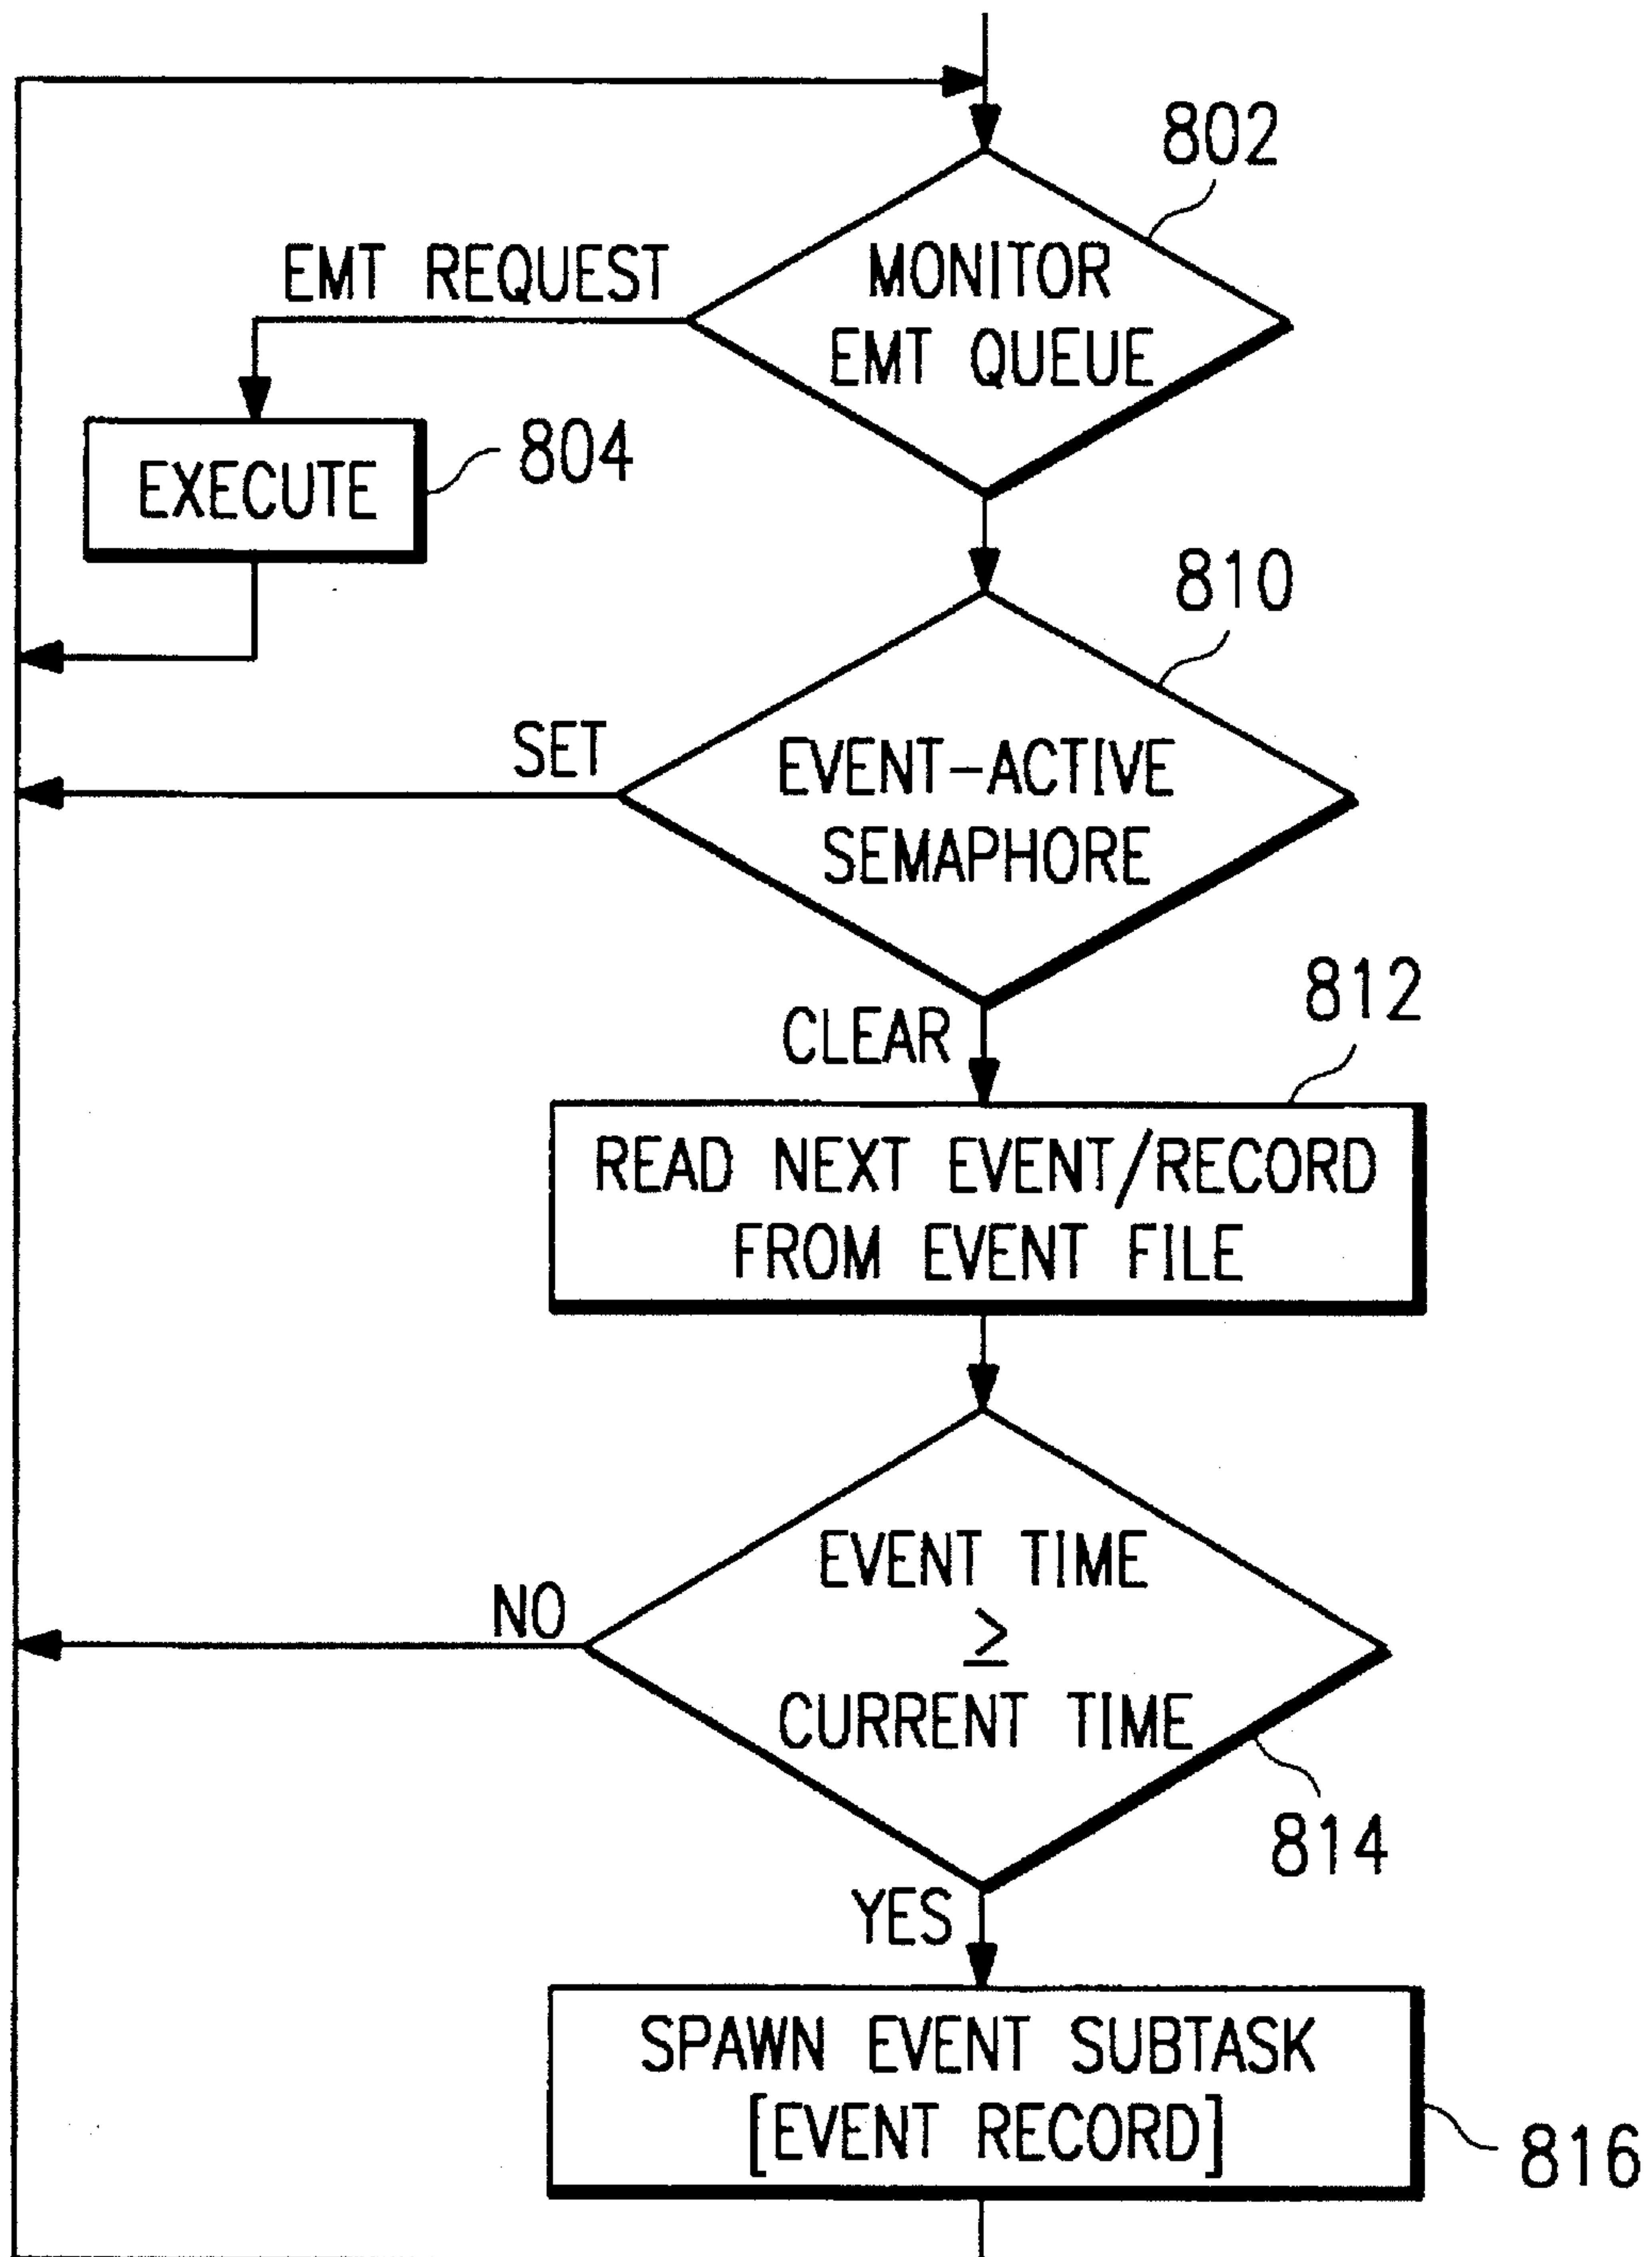 802
EMT REQUEST
MONITOR
EMT QUEUE
EXECUTE
804
810
SET
EVENT-ACTIVE
SEMAPHORE
CLEAR
812
READ NEXT EVENT/RECORD
FROM EVENT FILE
EVENT TIME
≥
CURRENT TIME
NO
814
YES
SPAWN EVENT SUBTASK
[EVENT RECORD]
816